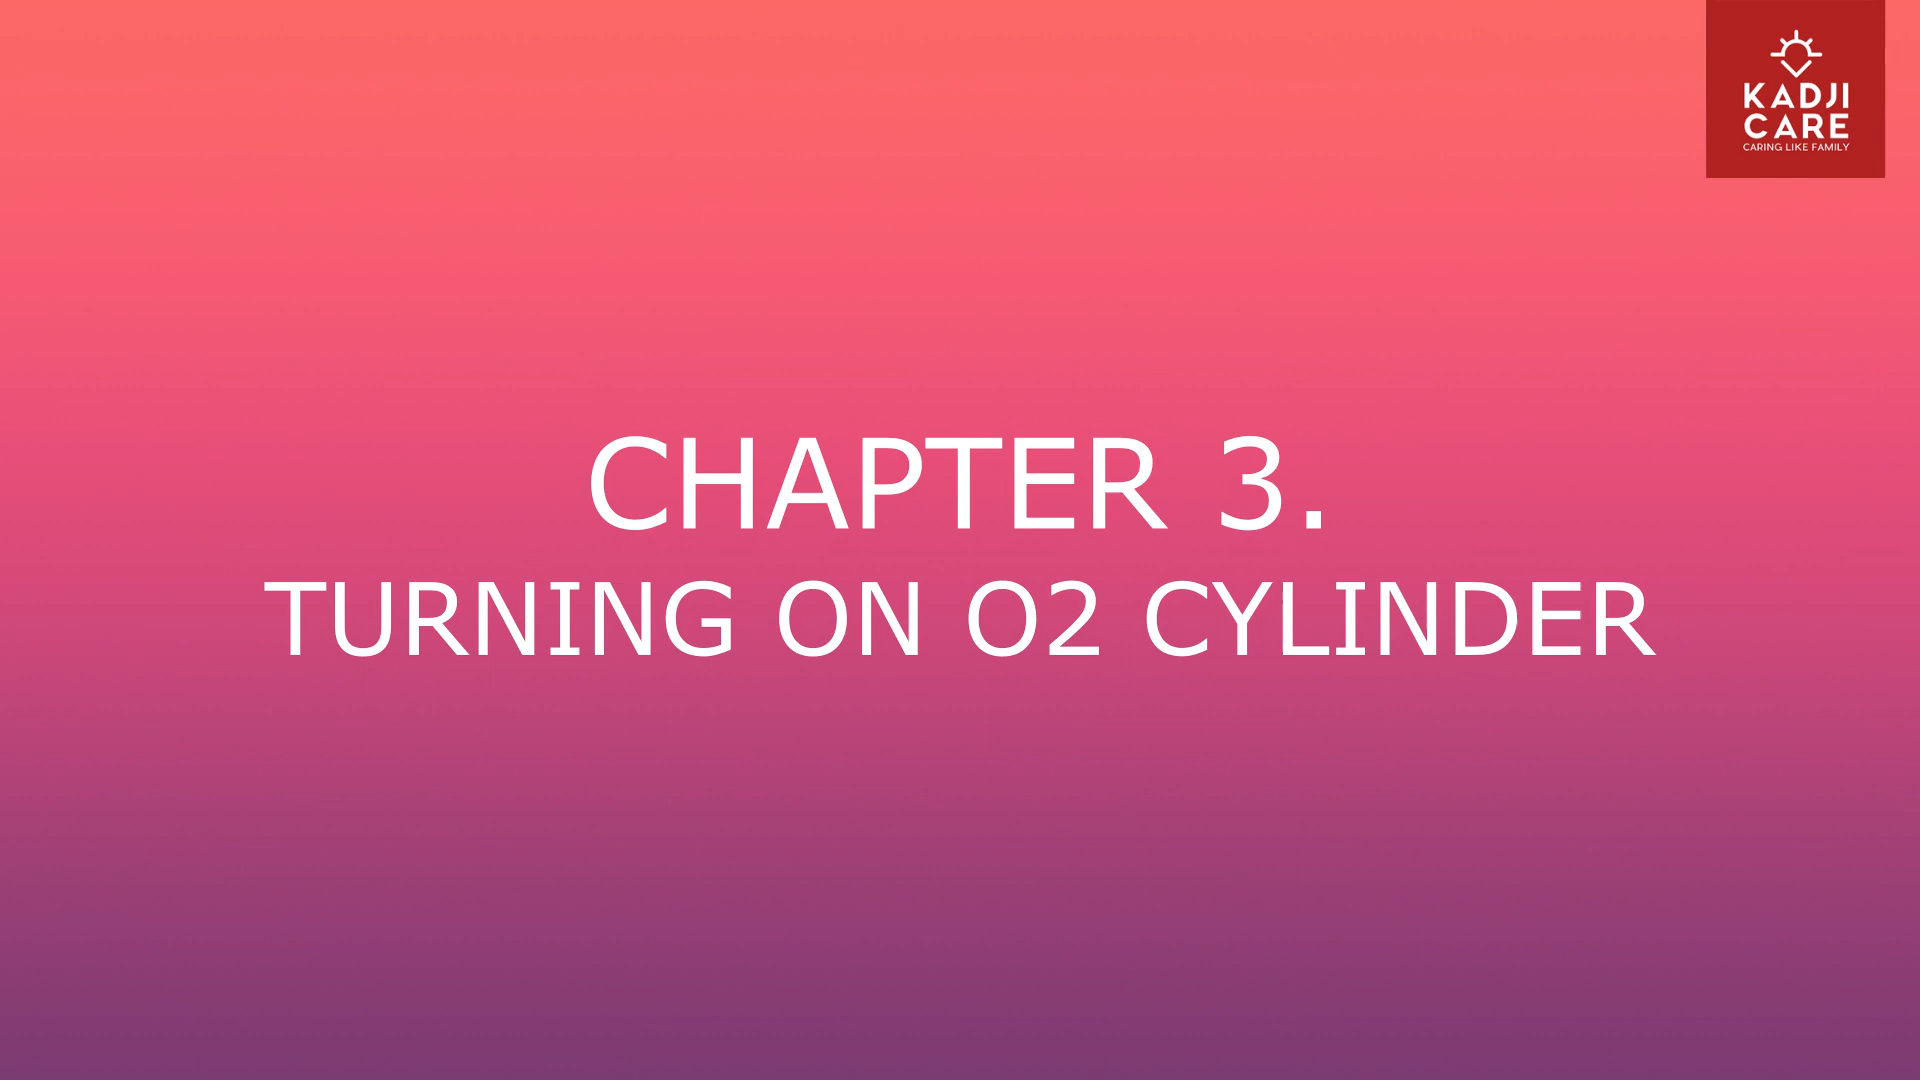 KADJI
CARE
CARING LIKE FAMILY
CHAPTER 3.
TURNING ON O2 CYLINDER